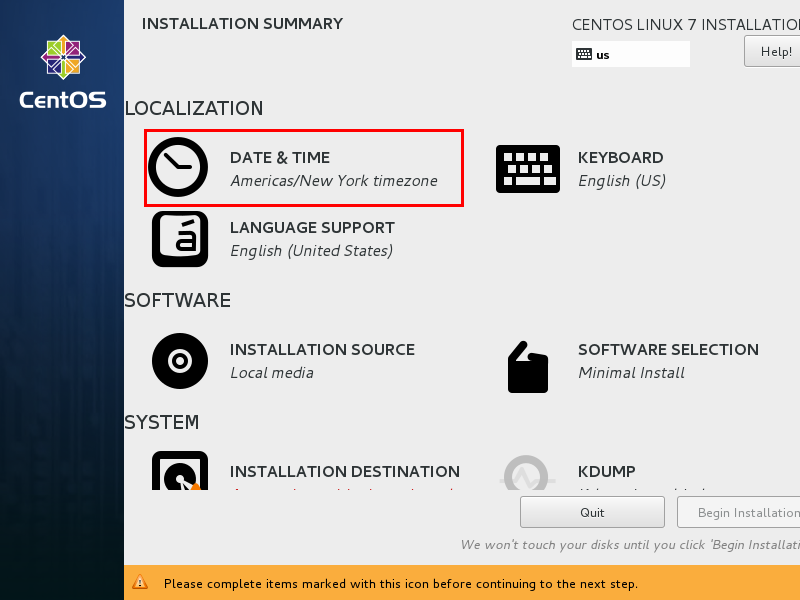 INSTALLATION SUMMARY
CENTOS LINUX 7 INSTALLATIO
us
Help!
CentOS
LOCALIZATION
DATE & TIME
Americas/New York timezone
KEYBOARD
English (US)
LANGUAGE SUPPORT
English (United States)
SOFTWARE
INSTALLATION SOURCE
Local media
SOFTWARE SELECTION
Minimal Install
SYSTEM
INSTALLATION DESTINATION
KDUMP
Quit
Begin Installation
We won't touch your disks until you click 'Begin Installati
Please complete items marked with this icon before continuing to the next step.